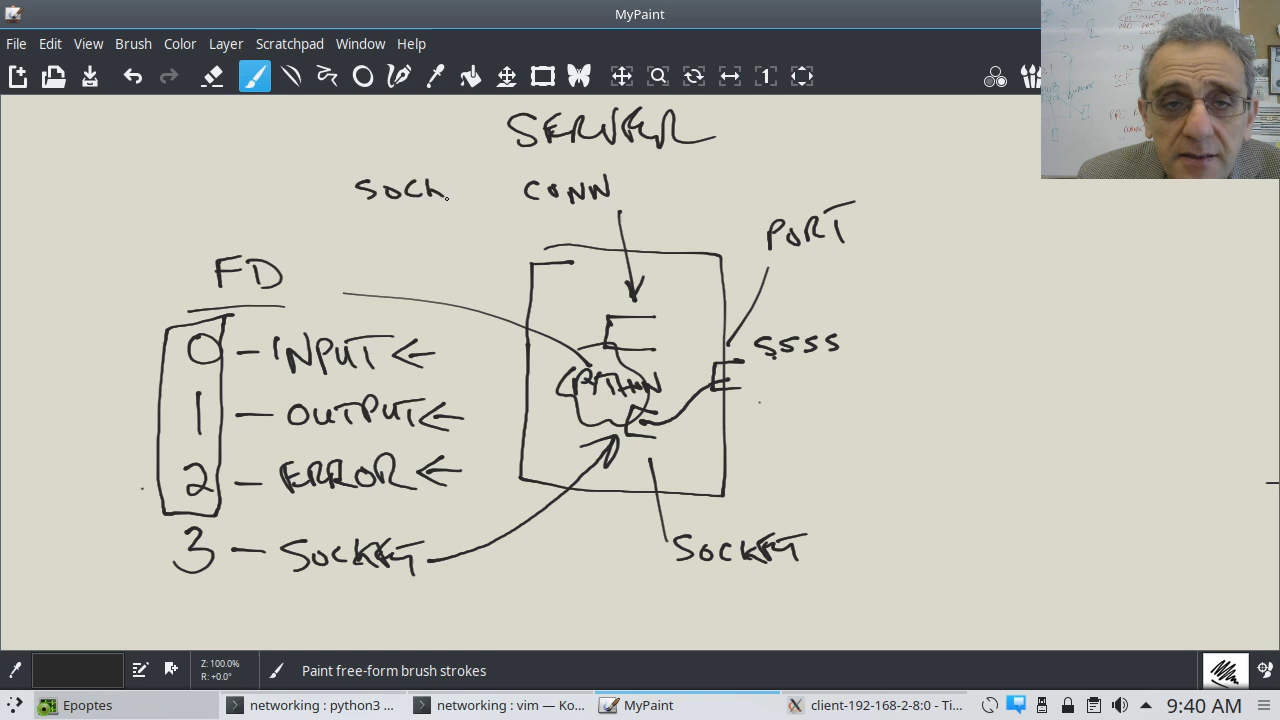 MyPaint
File Edit View Brush Color Layer Scratchpad Window Help
SERVER
SOCK CONN
PORT
FD
0 - INPUT
5555
1 - OUTPUT
PYTHON
2 - ERROR
3 - SOCKET
SOCKET
Z: 100.0%
R: +0.0°
Paint free-form brush strokes
Epoptes
networking : python3 ...
networking : vim — Ko...
MyPaint
client-192-168-2-8:0 - Ti...
9:40 AM